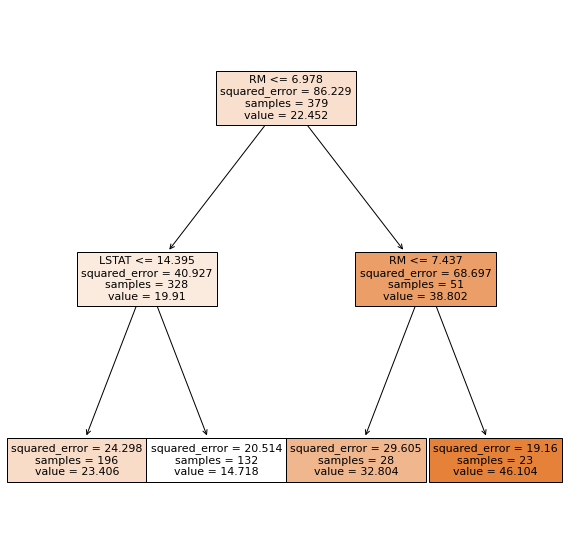 RM <= 6.978
squared_error = 86.229
samples = 379
value = 22.452
LSTAT <= 14.395
squared_error = 40.927
samples = 328
value = 19.91
RM <= 7.437
squared_error = 68.697
samples = 51
value = 38.802
squared_error = 24.298
samples = 196
value = 23.406
squared_error = 20.514
samples = 132
value = 14.718
squared_error = 29.605
samples = 28
value = 32.804
squared_error = 19.16
samples = 23
value = 46.104